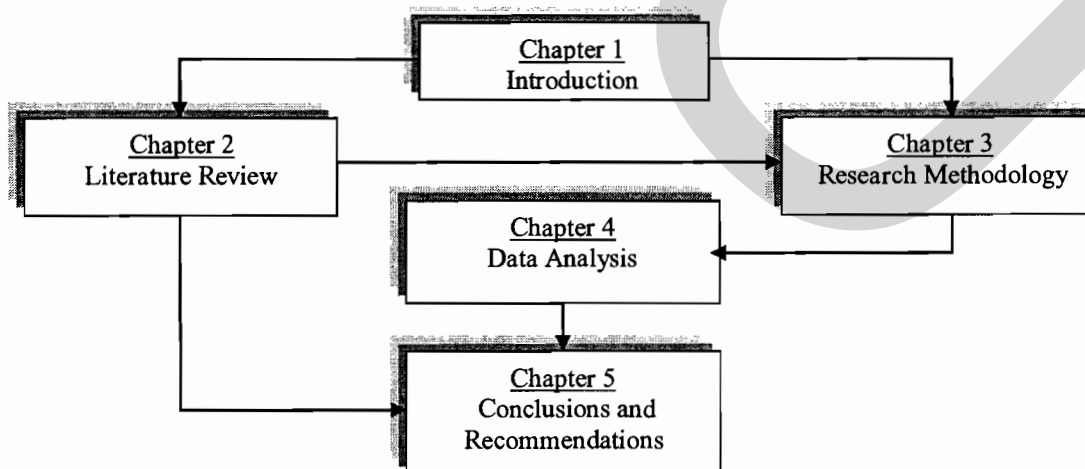 Chapter 1
Introduction
Chapter 2
Literature Review
Chapter 3
Research Methodology
Chapter 4
Data Analysis
Chapter 5
Conclusions and
Recommendations